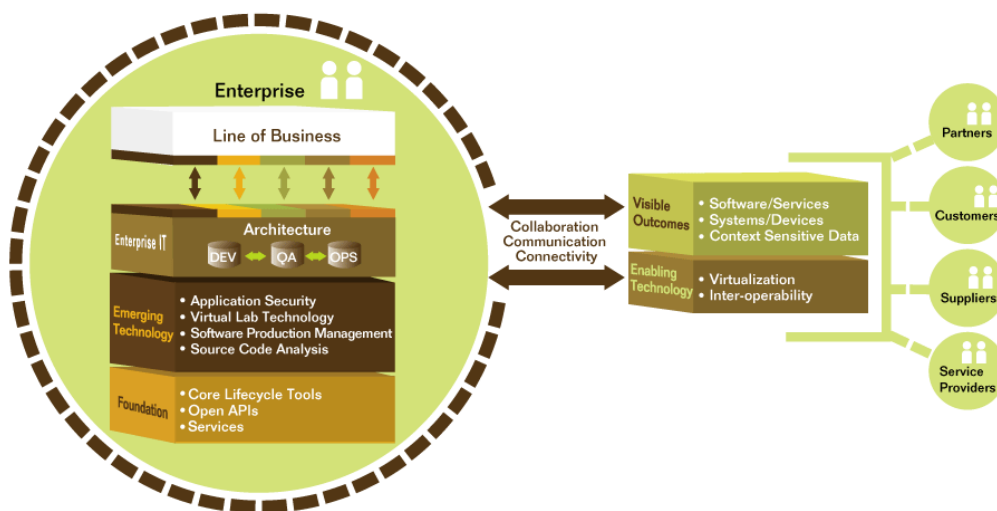 Enterprise
Line of Business
Enterprise IT
Architecture
DEV QA OPS
Emerging
Technology
• Application Security
• Virtual Lab Technology
• Software Production Management
• Source Code Analysis
Foundation
• Core Lifecycle Tools
• Open APIs
• Services
Collaboration
Communication
Connectivity
Visible
Outcomes
• Software/Services
• Systems/Devices
• Context Sensitive Data
Enabling
Technology
• Virtualization
• Inter-operability
Partners
Customers
Suppliers
Service
Providers